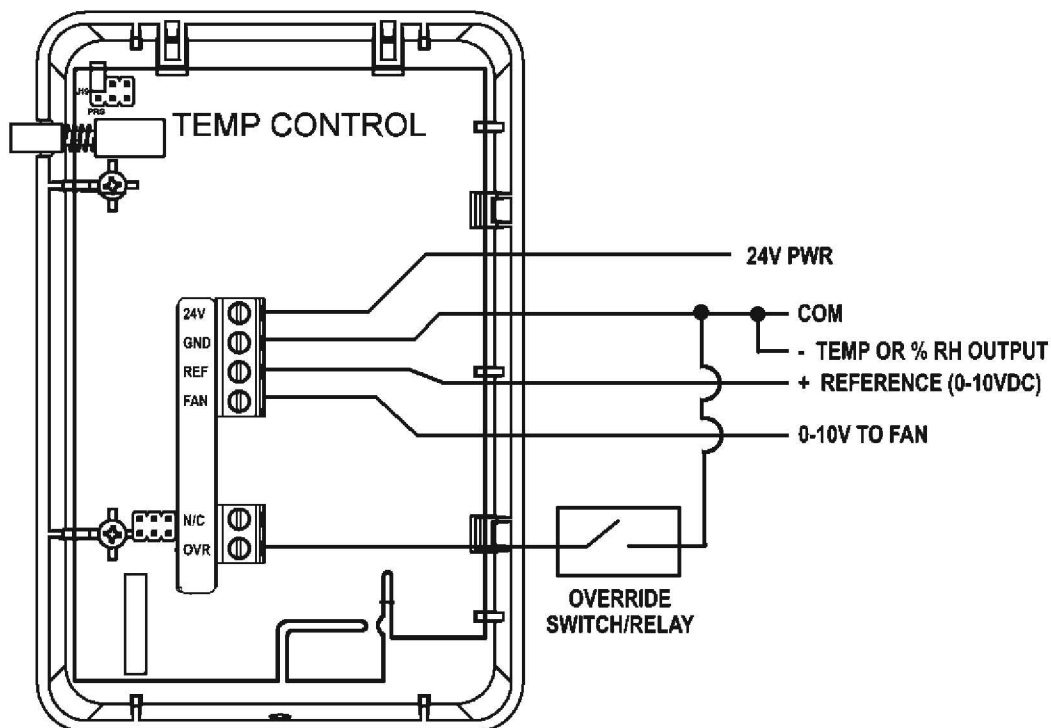 J19
PRG
TEMP CONTROL
24V PWR
24V
COM
GND
- TEMP OR % RH OUTPUT
REF
+ REFERENCE (0-10VDC)
FAN
0-10V TO FAN
N/C
OVR
OVERRIDE
SWITCH/RELAY